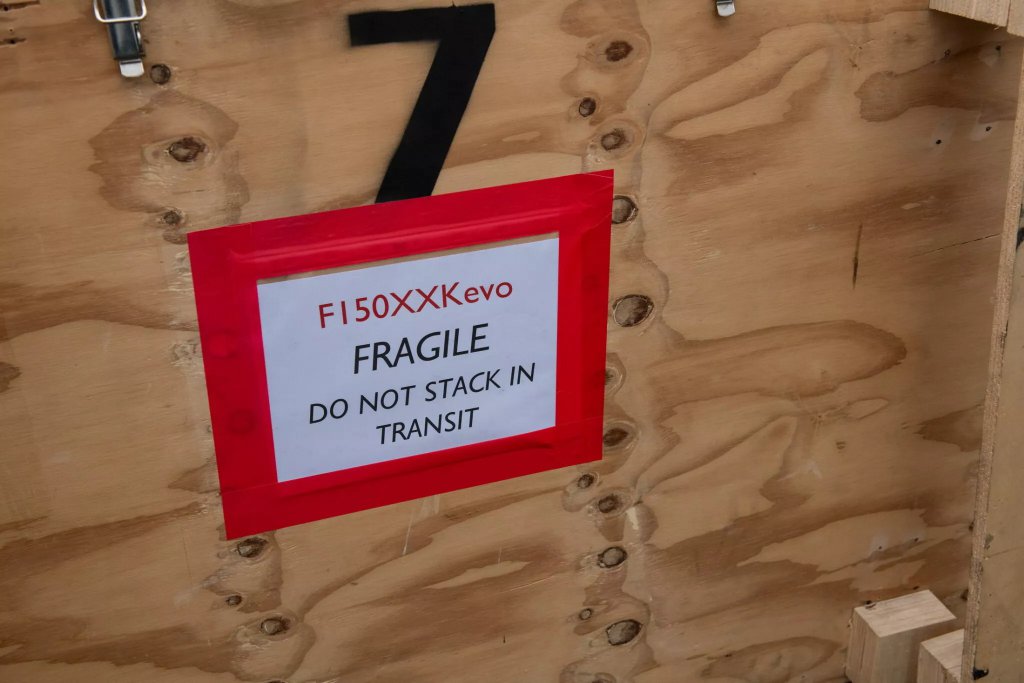 7
F150XXKevo
FRAGILE
DO NOT STACK IN
TRANSIT